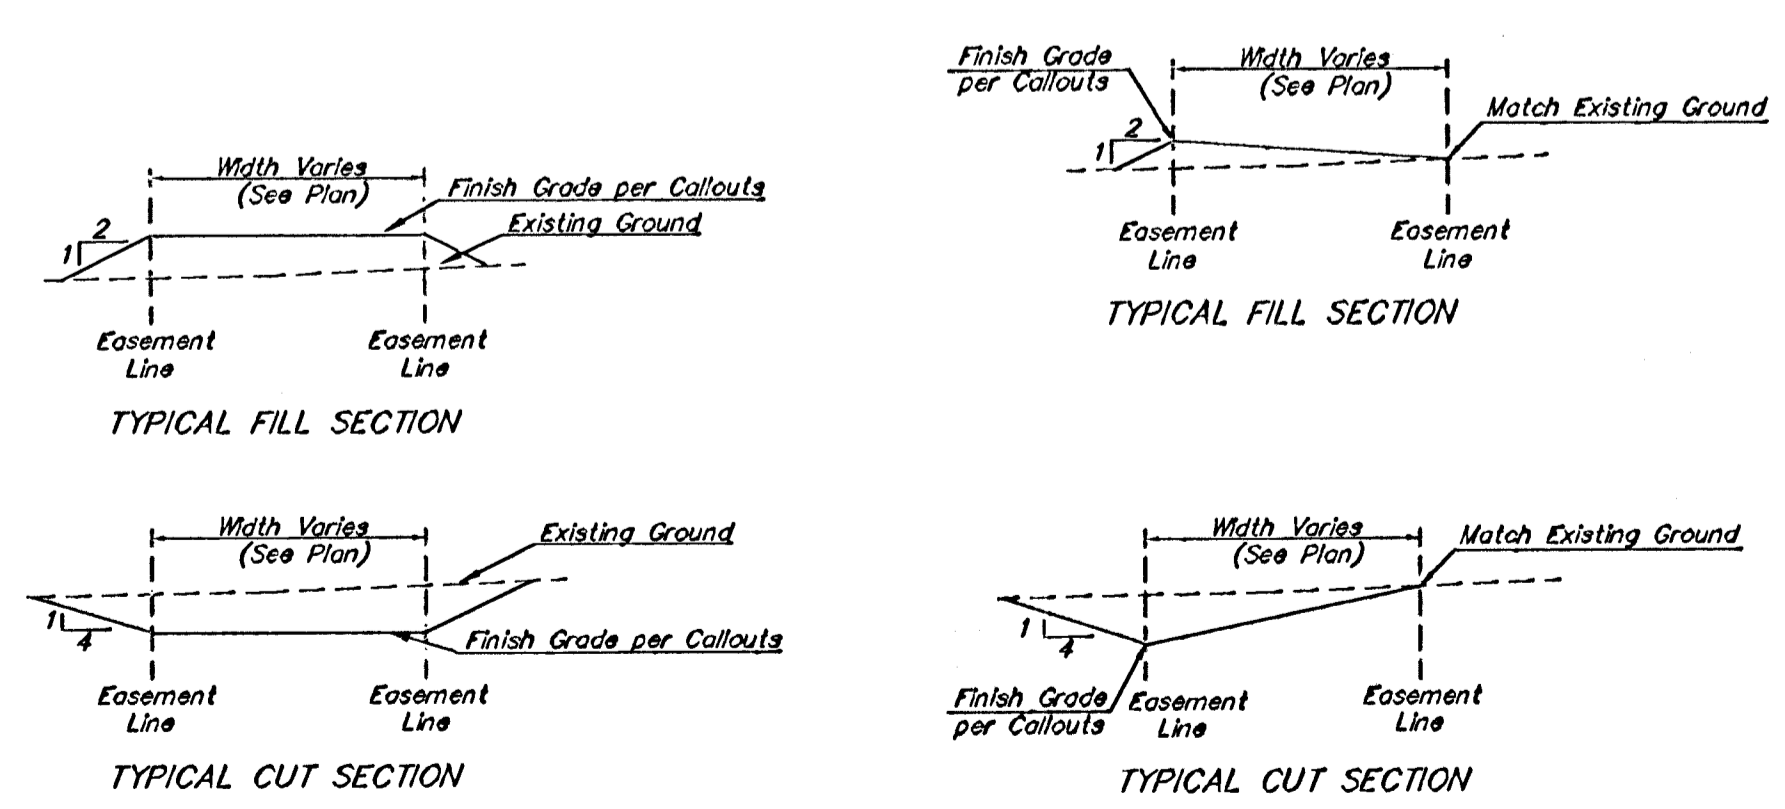 Width Varies
(See Plan)
Finish Grade per Callouts
Existing Ground
2
1
Easement
Line
Easement
Line
TYPICAL FILL SECTION
Finish Grade
per Callouts
Width Varies
(See Plan)
Match Existing Ground
2
1
Easement
Line
Easement
Line
TYPICAL FILL SECTION
Width Varies
(See Plan)
Existing Ground
1
4
Finish Grade per Callouts
Easement
Line
Easement
Line
TYPICAL CUT SECTION
Width Varies
(See Plan)
Match Existing Ground
1
4
Finish Grade
per Callouts
Easement
Line
Easement
Line
TYPICAL CUT SECTION